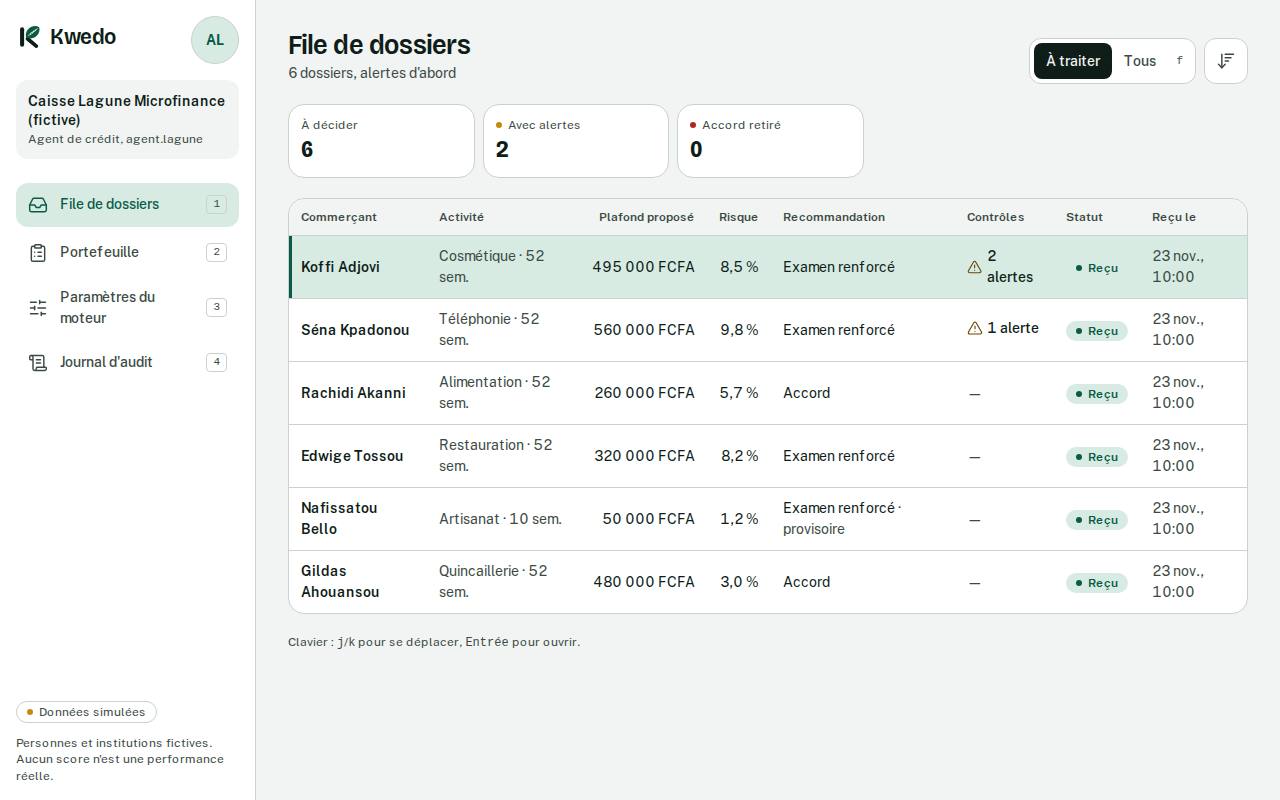 Kwedo
AL
Caisse Lagune Microfinance
(fictive)
Agent de crédit, agent.lagune
File de dossiers 1
Portefeuille 2
Paramètres du
moteur 3
Journal d'audit 4
Données simulées
Personnes et institutions fictives.
Aucun score n'est une performance
réelle.
File de dossiers
6 dossiers, alertes d'abord
À traiter Tous f
À décider
6
Avec alertes
2
Accord retiré
0
Commerçant Activité Plafond proposé Risque Recommandation Contrôles Statut Reçu le
Koffi Adjovi Cosmétique · 52 sem. 495 000 FCFA 8,5 % Examen renforcé 2 alertes Reçu 23 nov., 10:00
Séna Kpadonou Téléphonie · 52 sem. 560 000 FCFA 9,8 % Examen renforcé 1 alerte Reçu 23 nov., 10:00
Rachidi Akanni Alimentation · 52 sem. 260 000 FCFA 5,7 % Accord — Reçu 23 nov., 10:00
Edwige Tossou Restauration · 52 sem. 320 000 FCFA 8,2 % Examen renforcé — Reçu 23 nov., 10:00
Nafissatou Bello Artisanat · 10 sem. 50 000 FCFA 1,2 % Examen renforcé · provisoire — Reçu 23 nov., 10:00
Gildas Ahouansou Quincaillerie · 52 sem. 480 000 FCFA 3,0 % Accord — Reçu 23 nov., 10:00
Clavier : j/k pour se déplacer, Entrée pour ouvrir.